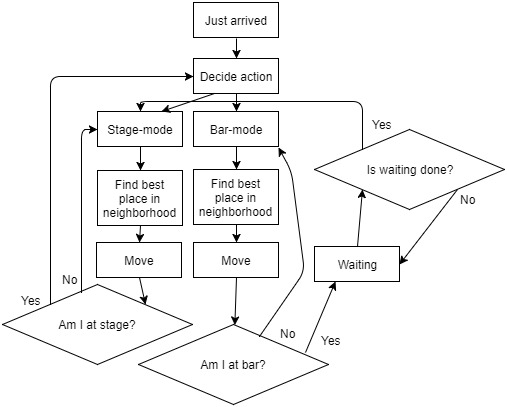 Just arrived
Decide action
Stage-mode
Bar-mode
Yes
Is waiting done?
No
Find best
place in
neighborhood
Find best
place in
neighborhood
Move
Move
Waiting
No
Yes
Am I at stage?
No
Yes
Am I at bar?